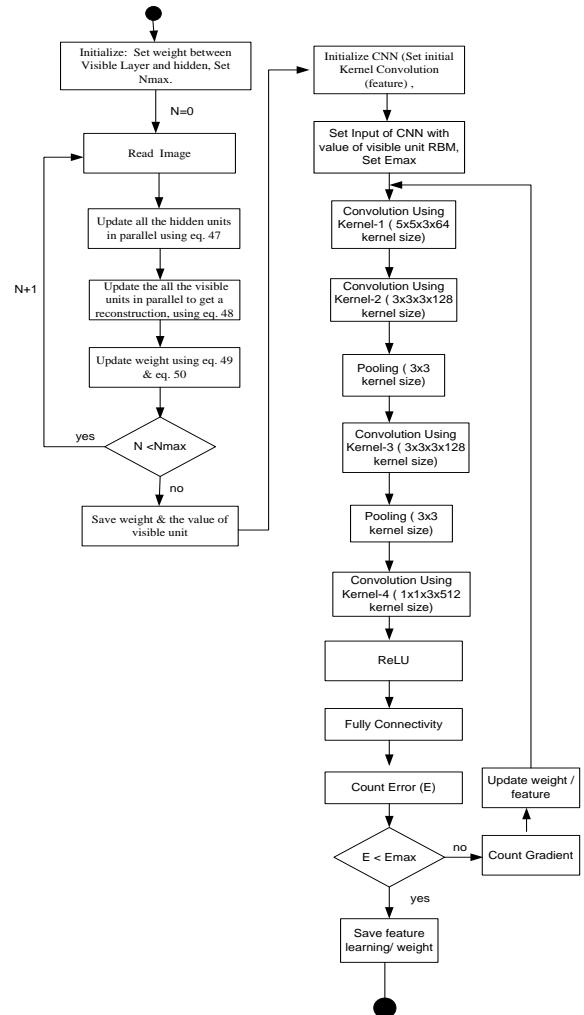 Initialize:  Set weight between
Visible Layer and hidden, Set
Nmax.
N=0
Read  Image
Update all the hidden units
in parallel using eq. 47
N+1
Update the all the visible
units in parallel to get a
reconstruction, using eq. 48
Update weight using eq. 49
& eq. 50
yes
N <Nmax
no
Save weight & the value of
visible unit
Initialize CNN (Set initial
Kernel Convolution
(feature) ,
Set Input of CNN with
value of visible unit RBM,
Set Emax
Convolution Using
Kernel-1 ( 5x5x3x64
kernel size)
Convolution Using
Kernel-2 ( 3x3x3x128
kernel size)
Pooling ( 3x3
kernel size)
Convolution Using
Kernel-3 ( 3x3x3x128
kernel size)
Pooling ( 3x3
kernel size)
Convolution Using
Kernel-4 ( 1x1x3x512
kernel size)
ReLU
Fully Connectivity
Count Error (E)
Update weight /
feature
E < Emax
no
Count Gradient
yes
Save feature
learning/ weight